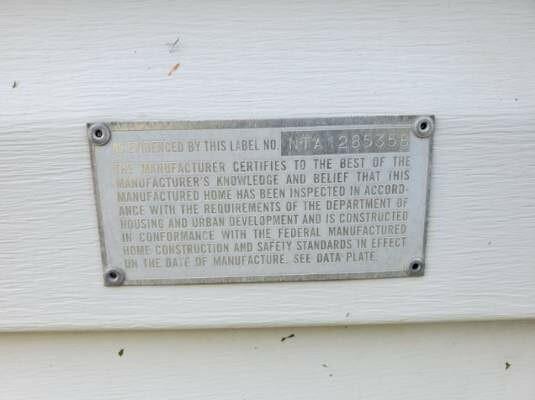 AS EVIDENCED BY THIS LABEL NO. NTA 285358
THE MANUFACTURER CERTIFIES TO THE BEST OF THE
MANUFACTURER'S KNOWLEDGE AND BELIEF THAT THIS
MANUFACTURED HOME HAS BEEN INSPECTED IN ACCORD-
ANCE WITH THE REQUIREMENTS OF THE DEPARTMENT OF
HOUSING AND URBAN DEVELOPMENT AND IS CONSTRUCTED
IN CONFORMANCE WITH THE FEDERAL MANUFACTURED
HOME CONSTRUCTION AND SAFETY STANDARDS IN EFFECT
ON THE DATE OF MANUFACTURE. SEE DATA PLATE.